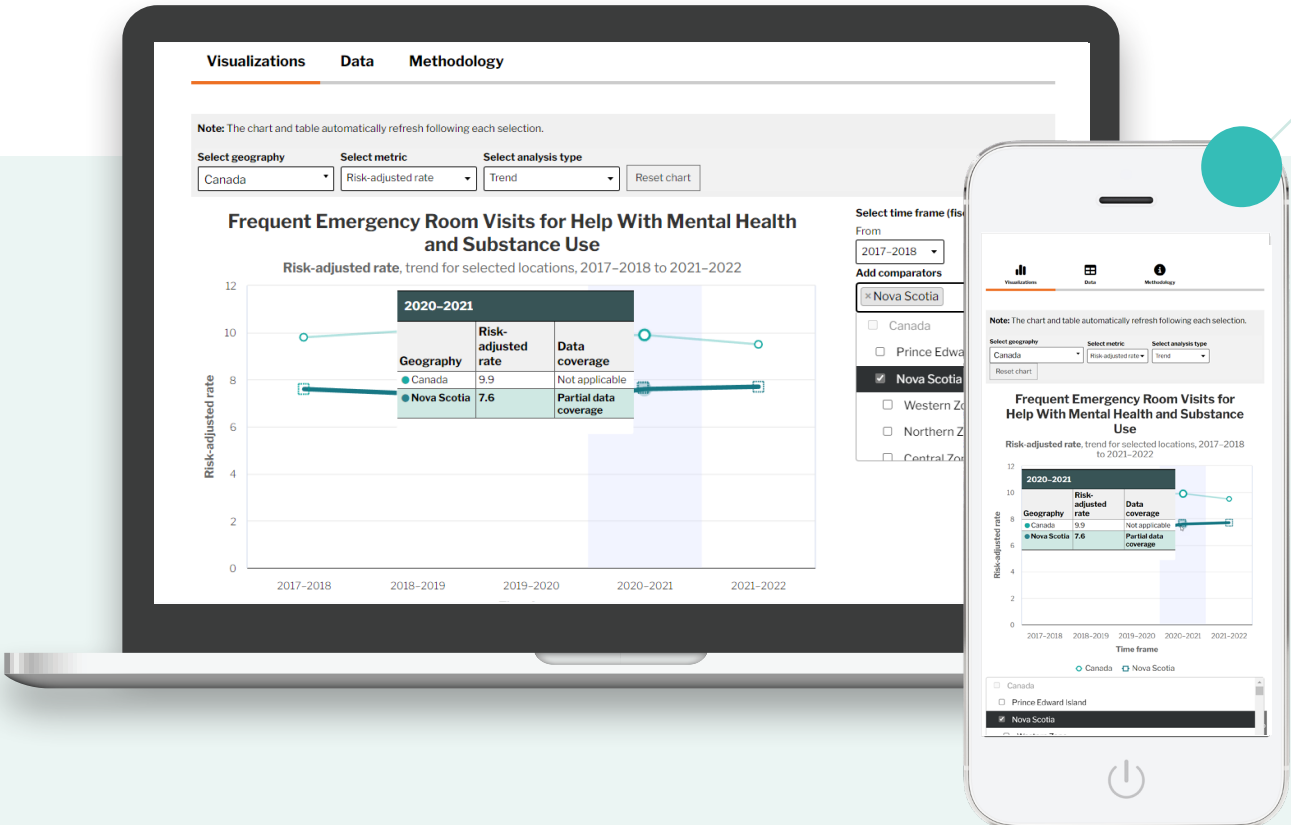 Visualizations Data Methodology
Note: The chart and table automatically refresh following each selection.
Select geography Select metric Select analysis type
Canada Risk-adjusted rate Trend Reset chart
Frequent Emergency Room Visits for Help With Mental Health
and Substance Use
Risk-adjusted rate, trend for selected locations, 2017–2018 to 2021–2022
12
10
8
6
4
2
0
Risk-adjusted rate
2020–2021
Geography Risk-adjusted rate Data coverage
Canada 9.9 Not applicable
Nova Scotia 7.6 Partial data coverage
2017–2018 2018–2019 2019–2020 2020–2021 2021–2022
Select time frame (fis
From
2017–2018
Add comparators
×Nova Scotia
Canada
Prince Edwa
Nova Scotia
Western Zo
Northern Z
Central Zon
Visualizations Data Methodology
Note: The chart and table automatically refresh following each selection.
Select geography Select metric Select analysis type
Canada Risk-adjusted rate Trend
Reset chart
Frequent Emergency Room Visits for
Help With Mental Health and Substance
Use
Risk-adjusted rate, trend for selected locations, 2017–2018
to 2021–2022
12
10
8
6
4
2
0
Risk-adjusted rate
2020–2021
Geography Risk-adjusted rate Data coverage
Canada 9.9 Not applicable
Nova Scotia 7.6 Partial data coverage
2017–2018 2018–2019 2019–2020 2020–2021 2021–2022
Time frame
Canada Nova Scotia
Canada
Prince Edward Island
Nova Scotia